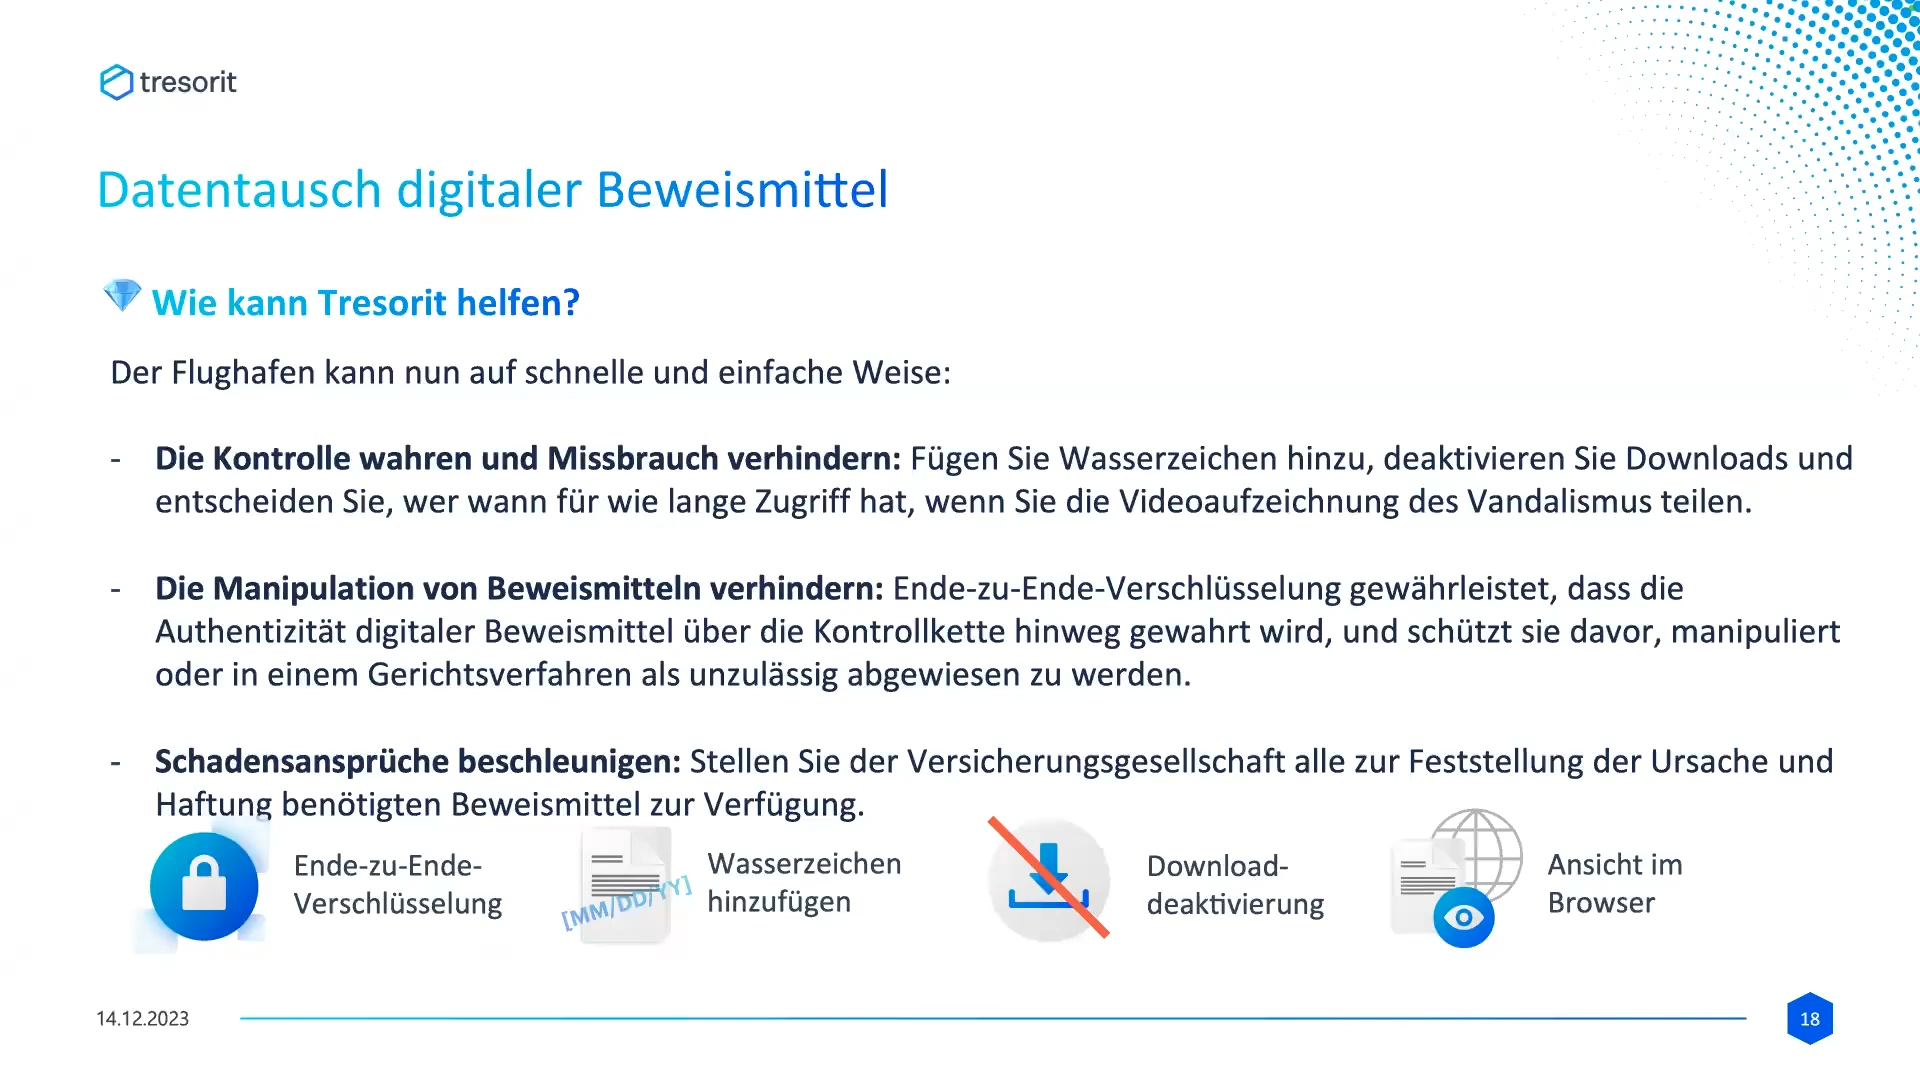 tresorit
Datentausch digitaler Beweismittel
Wie kann Tresorit helfen?
Der Flughafen kann nun auf schnelle und einfache Weise:
- Die Kontrolle wahren und Missbrauch verhindern: Fügen Sie Wasserzeichen hinzu, deaktivieren Sie Downloads und
entscheiden Sie, wer wann für wie lange Zugriff hat, wenn Sie die Videoaufzeichnung des Vandalismus teilen.
- Die Manipulation von Beweismitteln verhindern: Ende-zu-Ende-Verschlüsselung gewährleistet, dass die
Authentizität digitaler Beweismittel über die Kontrollkette hinweg gewahrt wird, und schützt sie davor, manipuliert
oder in einem Gerichtsverfahren als unzulässig abgewiesen zu werden.
- Schadensansprüche beschleunigen: Stellen Sie der Versicherungsgesellschaft alle zur Feststellung der Ursache und
Haftung benötigten Beweismittel zur Verfügung.
Ende-zu-Ende-
Verschlüsselung
[MM/DD/YY]
Wasserzeichen
hinzufügen
Download-
deaktivierung
Ansicht im
Browser
14.12.2023
18